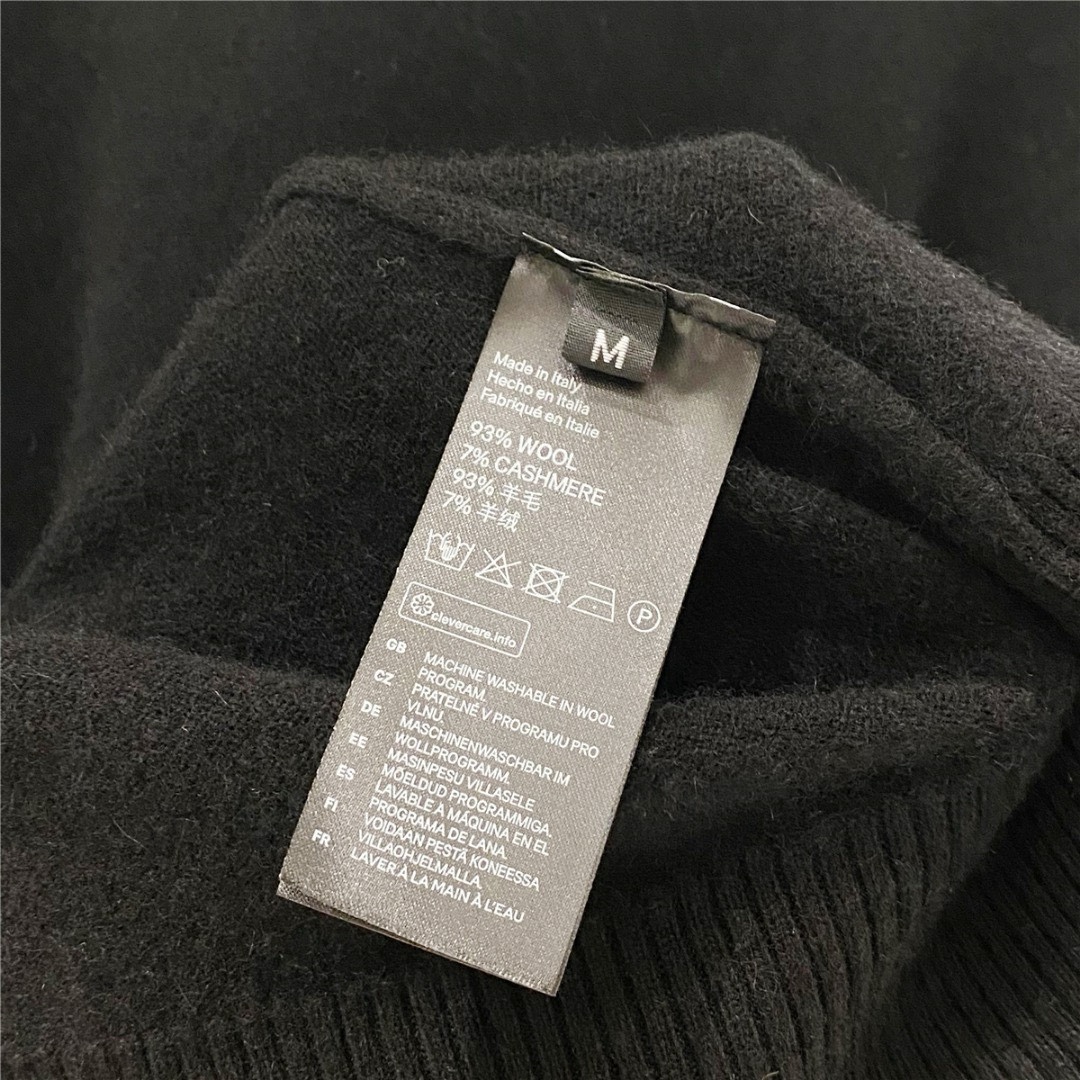 M
Made in Italy
Hecho en Italia
Fabriqué en Italie
93% WOOL
7% CASHMERE
93% 羊毛
7% 羊绒
P
clevercare.info
GB MACHINE WASHABLE IN WOOL
PROGRAM.
CZ PRATELNÉ V PROGRAMU PRO
VLNU.
DE MASCHINENWASCHBAR IM
WOLLPROGRAMM.
EE MASINPESU VILLASELE
MÕELDUD PROGRAMMIGA.
ES LAVABLE À MÁQUINA EN EL
PROGRAMA DE LANA.
FI VOIDAAN PESTÄ KONEESSA
VILLAOHJELMALLA.
FR LAVER À LA MAIN À L'EAU